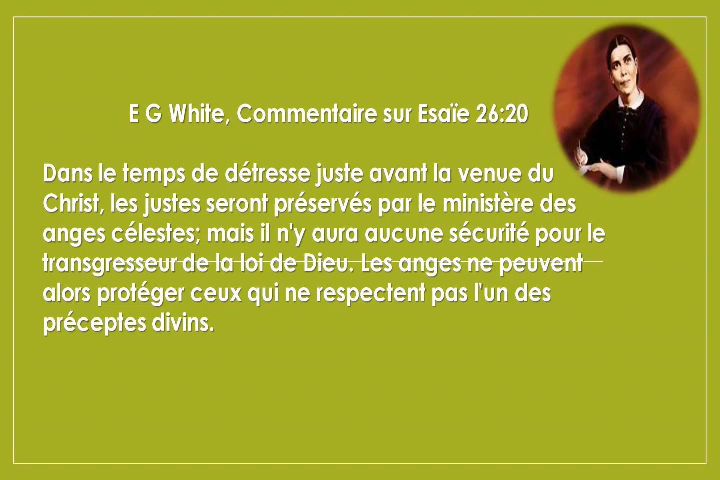 E G White, Commentaire sur Esaïe 26:20
Dans le temps de détresse juste avant la venue du
Christ, les justes seront préservés par le ministère des
anges célestes; mais il n'y aura aucune sécurité pour le
transgresseur de la loi de Dieu. Les anges ne peuvent
alors protéger ceux qui ne respectent pas l'un des
préceptes divins.